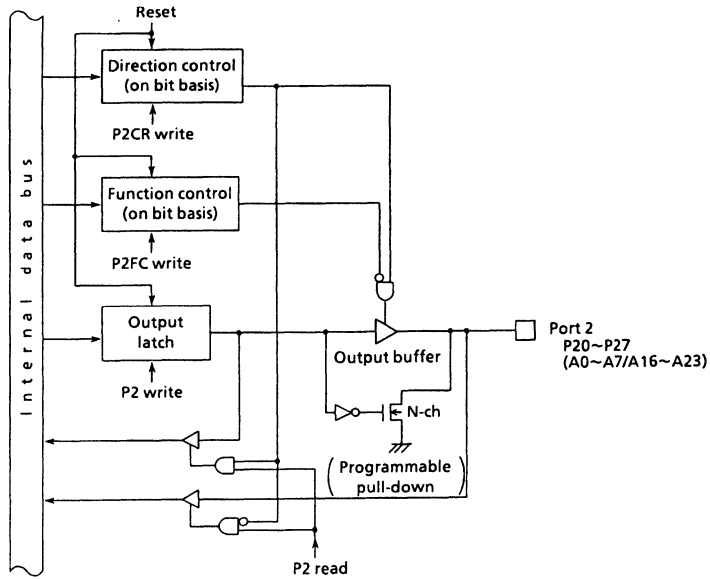 Reset
Direction control
(on bit basis)
P2CR write
Internal data bus
Function control
(on bit basis)
P2FC write
Output
latch
P2 write
Output buffer
Port 2
P20~P27
(A0~A7/A16~A23)
N-ch
(Programmable
pull-down)
P2 read